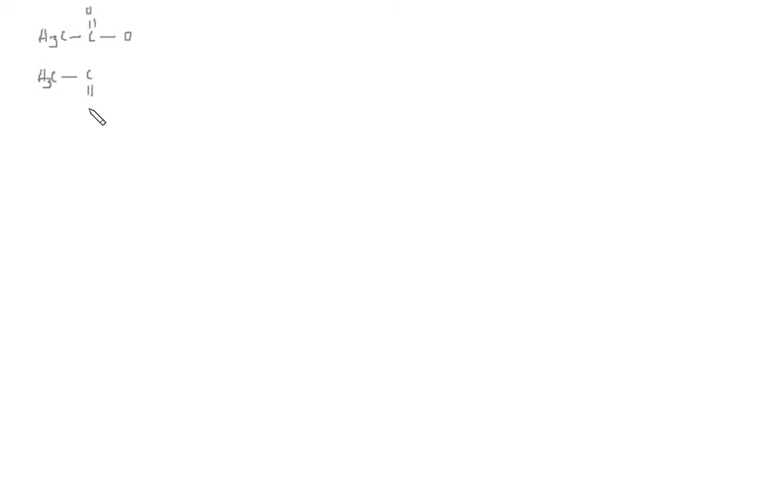 O
||
H₃C — C — O
H₃C — C
||